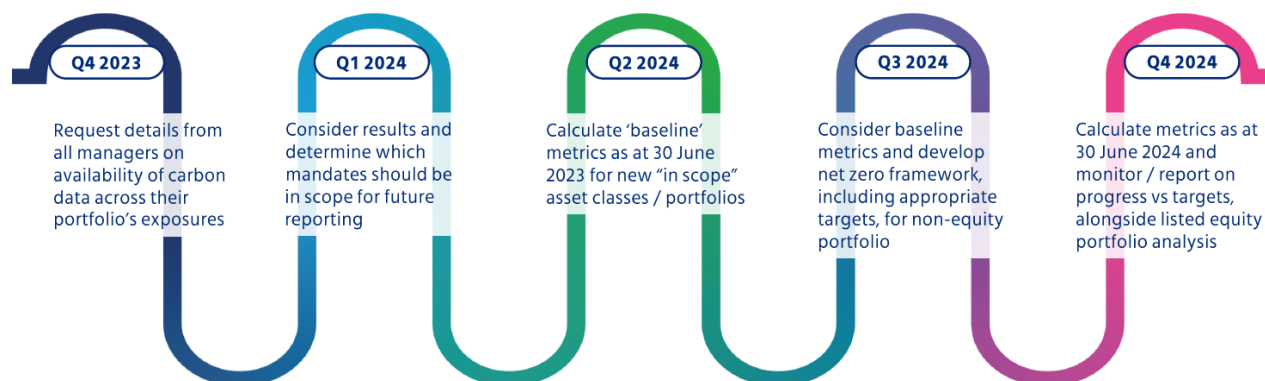 Q4 2023
Request details from
all managers on
availability of carbon
data across their
portfolio's exposures
Q1 2024
Consider results and
determine which
mandates should be
in scope for future
reporting
Q2 2024
Calculate ‘baseline’
metrics as at 30 June
2023 for new “in scope”
asset classes / portfolios
Q3 2024
Consider baseline
metrics and develop
net zero framework,
including appropriate
targets, for non-equity
portfolio
Q4 2024
Calculate metrics as at
30 June 2024 and
monitor / report on
progress vs targets,
alongside listed equity
portfolio analysis